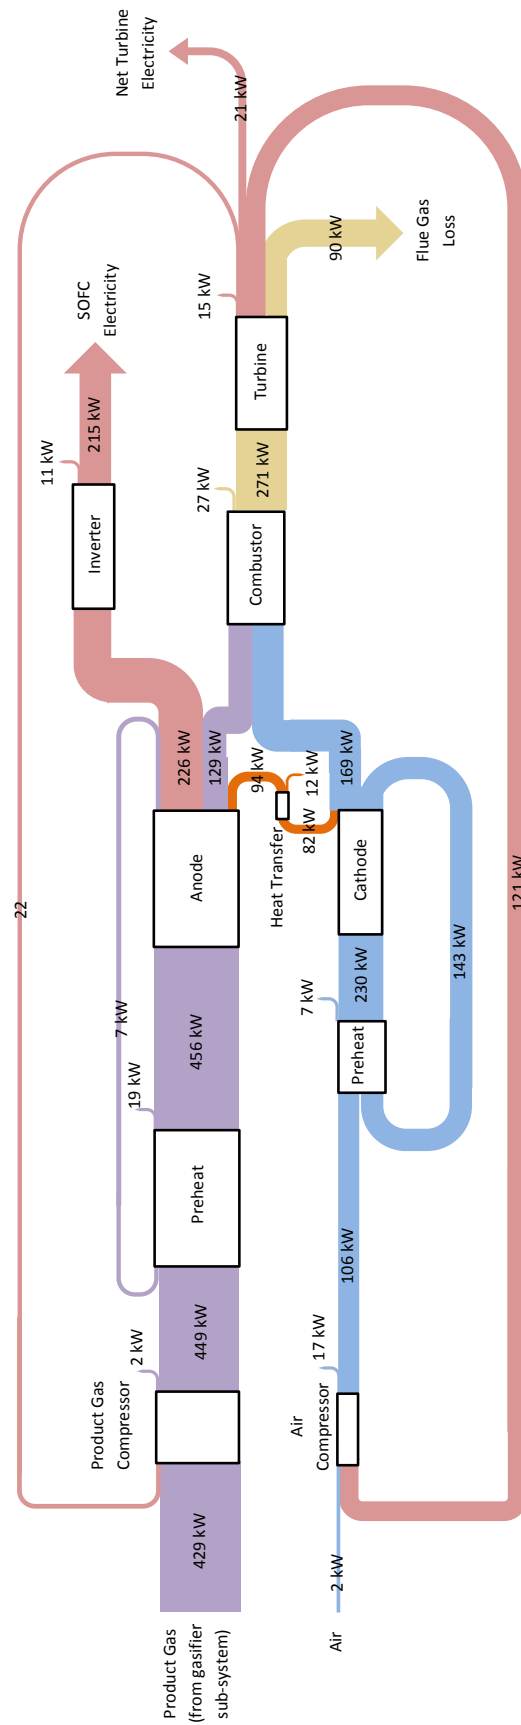 Product Gas
(from gasifier
sub-system)
429 kW
Product Gas
Compressor
2 kW
449 kW
Preheat
19 kW
7 kW
456 kW
Anode
226 kW
129 kW
Inverter
11 kW
215 kW
SOFC
Electricity
22
94 kW
12 kW
Heat Transfer
82 kW
Air
2 kW
Air
Compressor
17 kW
106 kW
Preheat
7 kW
230 kW
Cathode
143 kW
169 kW
Combustor
27 kW
271 kW
Turbine
15 kW
21 kW
Net Turbine
Electricity
90 kW
Flue Gas
Loss
121 kW